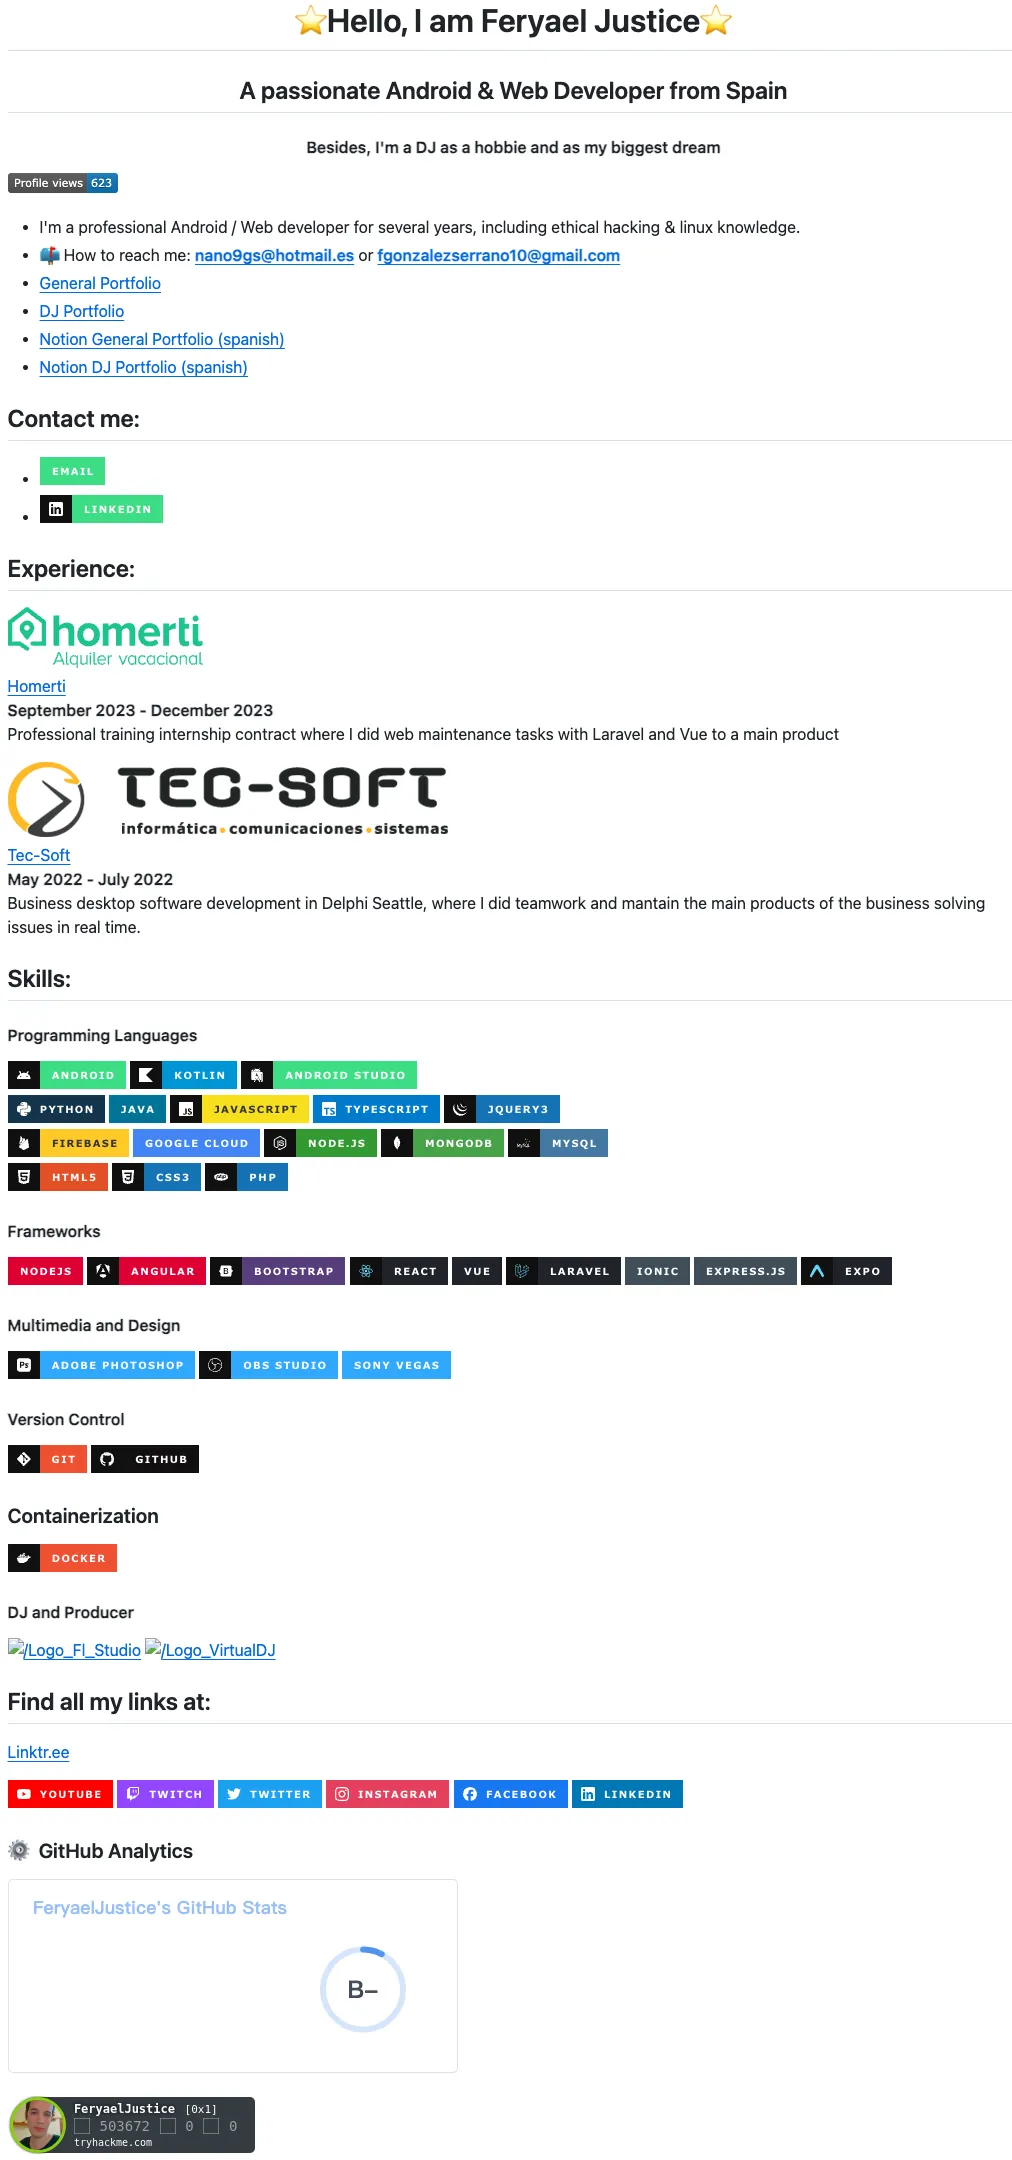 ⭐Hello, I am Feryael Justice⭐
A passionate Android & Web Developer from Spain
Besides, I'm a DJ as a hobbie and as my biggest dream
Profile views 623
• I'm a professional Android / Web developer for several years, including ethical hacking & linux knowledge.
• 📫 How to reach me: nano9gs@hotmail.es or fgonzalezserrano10@gmail.com
• General Portfolio
• DJ Portfolio
• Notion General Portfolio (spanish)
• Notion DJ Portfolio (spanish)
Contact me:
• EMAIL
• LINKEDIN
Experience:
homerti
Alquiler vacacional
Homerti
September 2023 - December 2023
Professional training internship contract where I did web maintenance tasks with Laravel and Vue to a main product
TEC-SOFT
informática • comunicaciones • sistemas
Tec-Soft
May 2022 - July 2022
Business desktop software development in Delphi Seattle, where I did teamwork and mantain the main products of the business solving
issues in real time.
Skills:
Programming Languages
ANDROID KOTLIN ANDROID STUDIO
PYTHON JAVA JS JAVASCRIPT TS TYPESCRIPT JQUERY3
FIREBASE GOOGLE CLOUD NODE.JS MONGODB MySQL MYSQL
HTML5 CSS3 PHP
Frameworks
NODEJS ANGULAR B BOOTSTRAP REACT VUE LARAVEL IONIC EXPRESS.JS EXPO
Multimedia and Design
Ps ADOBE PHOTOSHOP OBS STUDIO SONY VEGAS
Version Control
GIT GITHUB
Containerization
DOCKER
DJ and Producer
/Logo_Fl_Studio /Logo_VirtualDJ
Find all my links at:
Linktr.ee
YOUTUBE TWITCH TWITTER INSTAGRAM FACEBOOK LINKEDIN
⚙️ GitHub Analytics
FeryaelJustice's GitHub Stats
B-
FeryaelJustice [0x1]
503672 0 0
tryhackme.com